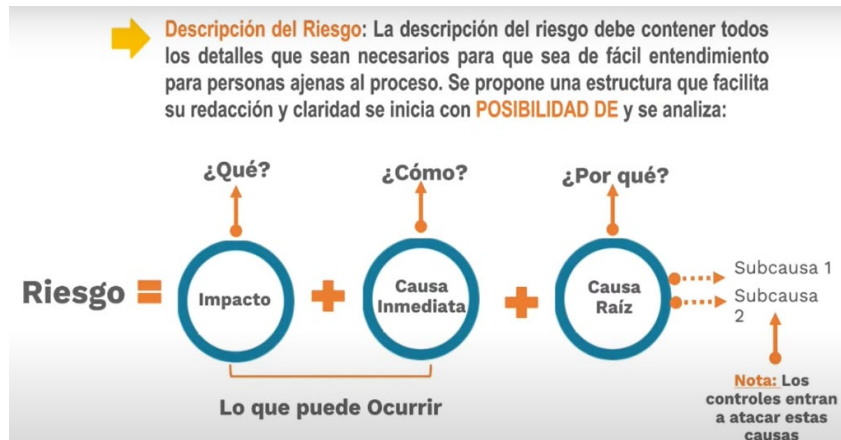 Descripción del Riesgo: La descripción del riesgo debe contener todos
los detalles que sean necesarios para que sea de fácil entendimiento
para personas ajenas al proceso. Se propone una estructura que facilita
su redacción y claridad se inicia con POSIBILIDAD DE y se analiza:
¿Qué?
¿Cómo?
¿Por qué?
Riesgo =
Impacto
+
Causa
Inmediata
+
Causa
Raíz
Subcausa 1
Subcausa
2
Lo que puede Ocurrir
Nota: Los
controles entran
a atacar estas
causas